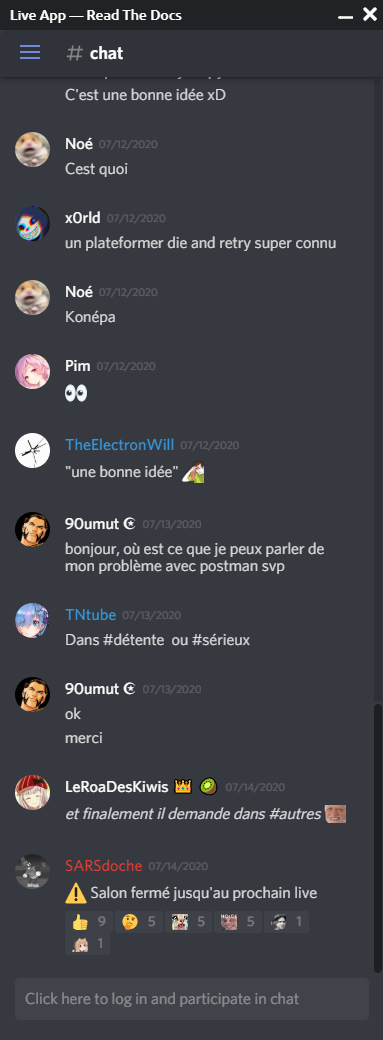 Live App — Read The Docs
# chat
C'est une bonne idée xD
Noé 07/12/2020
Cest quoi
x0rld 07/12/2020
un plateformer die and retry super connu
Noé 07/12/2020
Konépa
Pim 07/12/2020
👀
TheElectronWill 07/12/2020
"une bonne idée"
90umut ☪ 07/13/2020
bonjour, où est ce que je peux parler de
mon problème avec postman svp
TNtube 07/13/2020
Dans #détente ou #sérieux
90umut ☪ 07/13/2020
ok
merci
LeRoaDesKiwis 👑 🥝 07/14/2020
et finalement il demande dans #autres
SARSdoche 07/14/2020
⚠️ Salon fermé jusqu'au prochain live
👍 9 🤔 5 5 5 1
1
Click here to log in and participate in chat